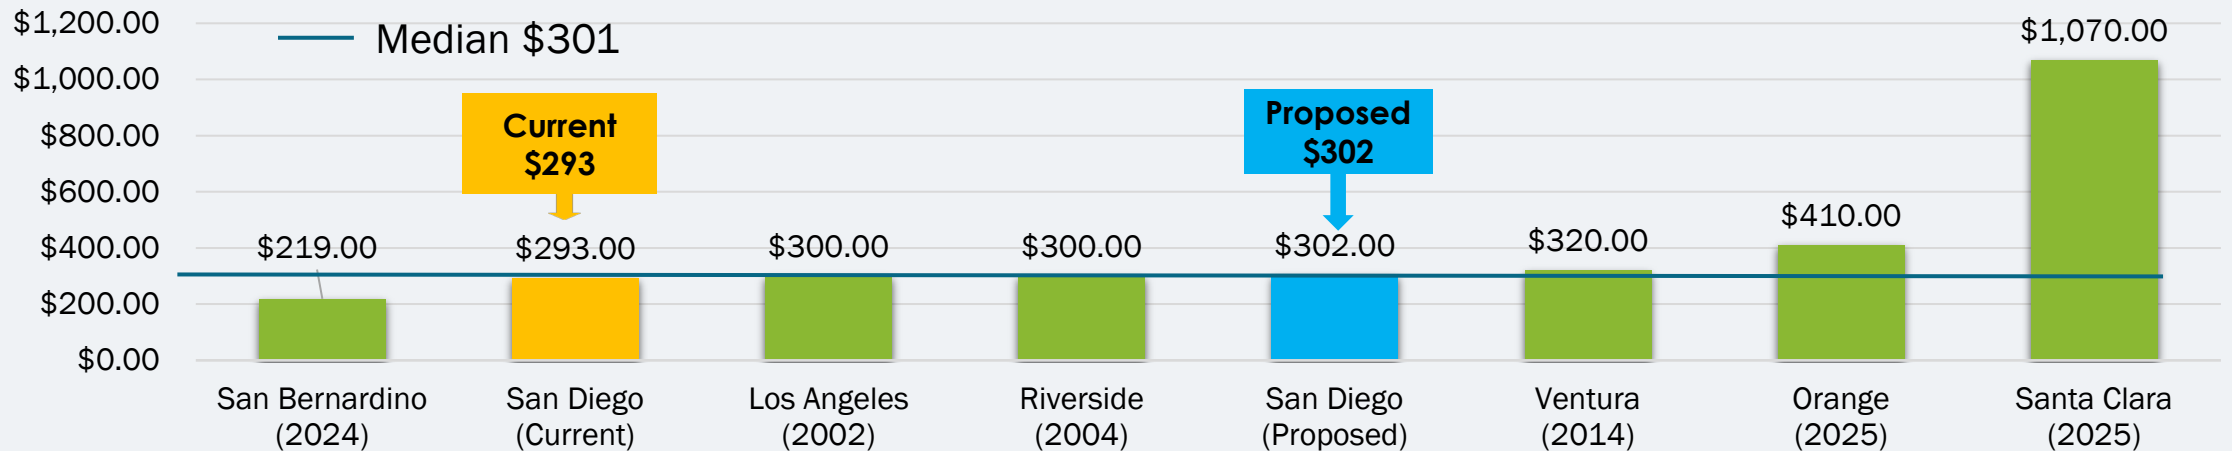 $1,200.00
$1,000.00
$800.00
$600.00
$400.00
$200.00
$0.00
Median $301
Current
$293
Proposed
$302
$219.00
$293.00
$300.00
$300.00
$302.00
$320.00
$410.00
$1,070.00
San Bernardino
(2024)
San Diego
(Current)
Los Angeles
(2002)
Riverside
(2004)
San Diego
(Proposed)
Ventura
(2014)
Orange
(2025)
Santa Clara
(2025)